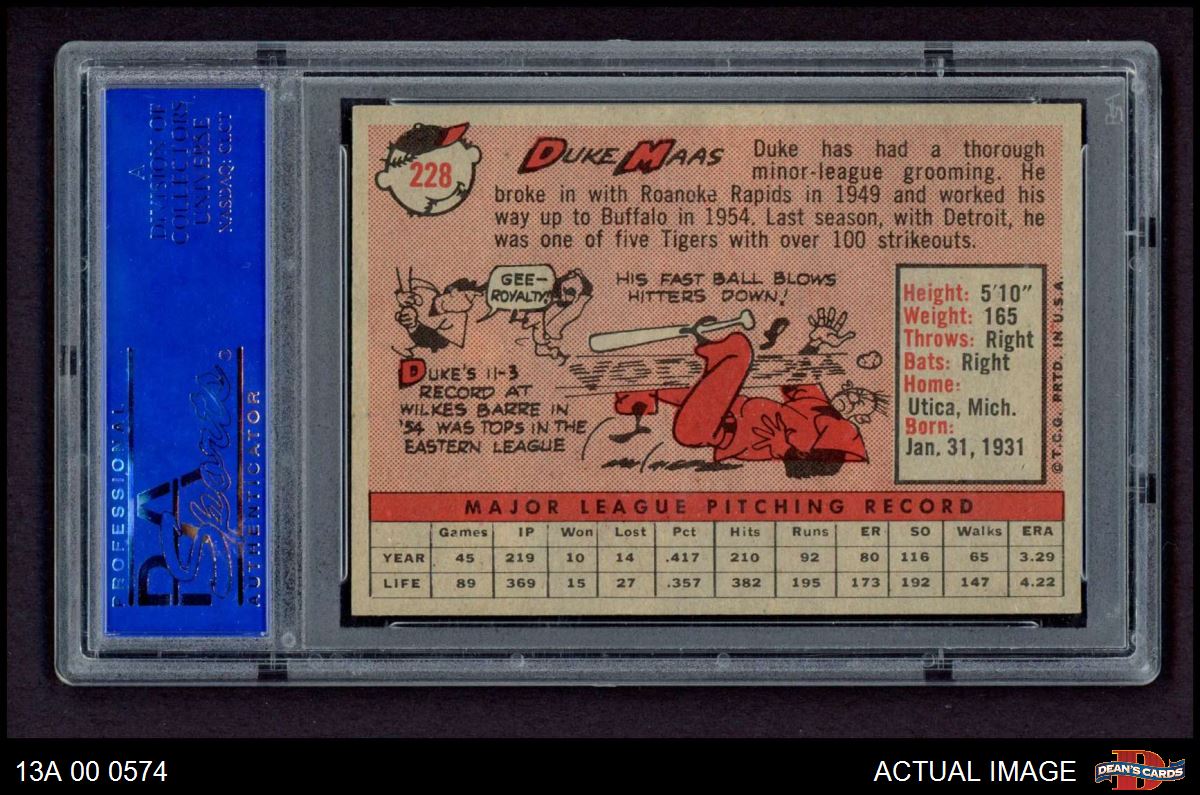 A
DIVISION OF
COLLECTORS
UNIVERSE
NASDAQ: CLCT
PROFESSIONAL
PSA
Sports
AUTHENTICATOR
228
DUKE MAAS
Duke has had a thorough
minor-league grooming. He
broke in with Roanoke Rapids in 1949 and worked his
way up to Buffalo in 1954. Last season, with Detroit, he
was one of five Tigers with over 100 strikeouts.
GEE-
ROYALTY!
HIS FAST BALL BLOWS
HITTERS DOWN!
DUKE'S 11-3
RECORD AT
WILKES BARRE IN
'54 WAS TOPS IN THE
EASTERN LEAGUE
Height: 5'10"
Weight: 165
Throws: Right
Bats: Right
Home:
Utica, Mich.
Born:
Jan. 31, 1931
© T.C.G. PRTD. IN U.S.A.
MAJOR LEAGUE PITCHING RECORD
Games IP Won Lost Pct Hits Runs ER SO Walks ERA
YEAR 45 219 10 14 .417 210 92 80 116 65 3.29
LIFE 89 369 15 27 .357 382 195 173 192 147 4.22
13A 00 0574
ACTUAL IMAGE
D
DEAN'S CARDS